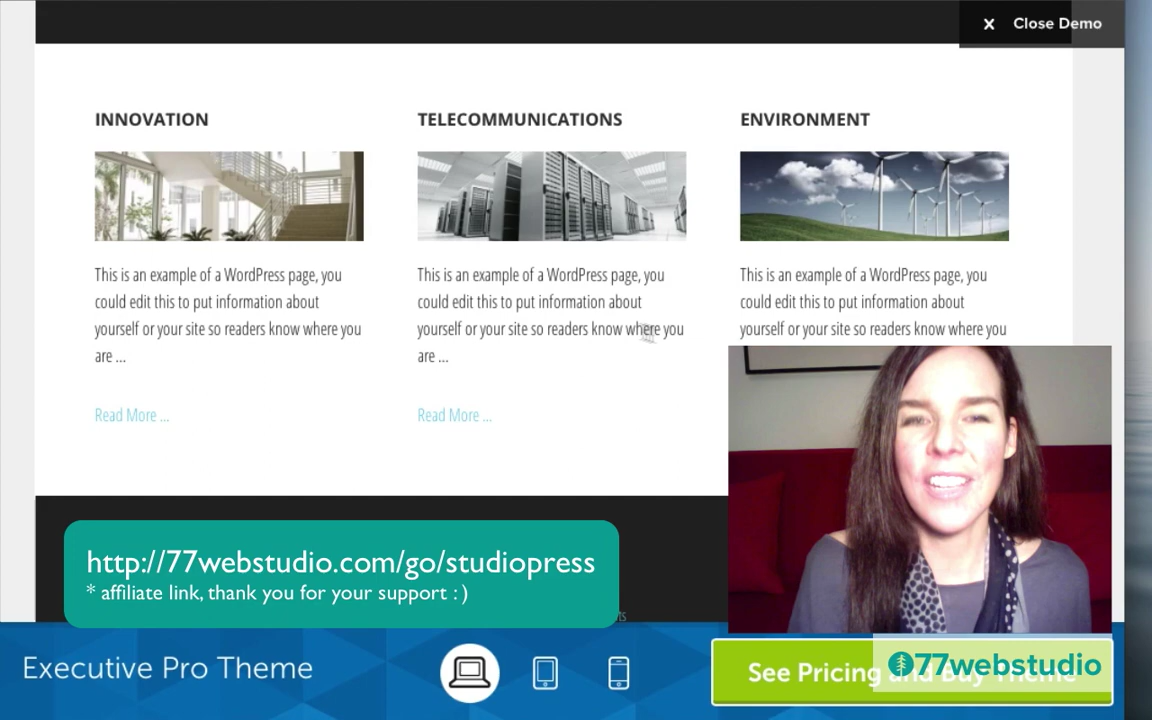 X Close Demo
INNOVATION
TELECOMMUNICATIONS
ENVIRONMENT
This is an example of a WordPress page, you
could edit this to put information about
yourself or your site so readers know where you
are ...
Read More ...
This is an example of a WordPress page, you
could edit this to put information about
yourself or your site so readers know where you
are ...
Read More ...
This is an example of a WordPress page, you
could edit this to put information about
yourself or your site so readers know where you
http://77webstudio.com/go/studiopress
* affiliate link, thank you for your support :)
Executive Pro Theme
See Pricing and Buy Theme
77webstudio